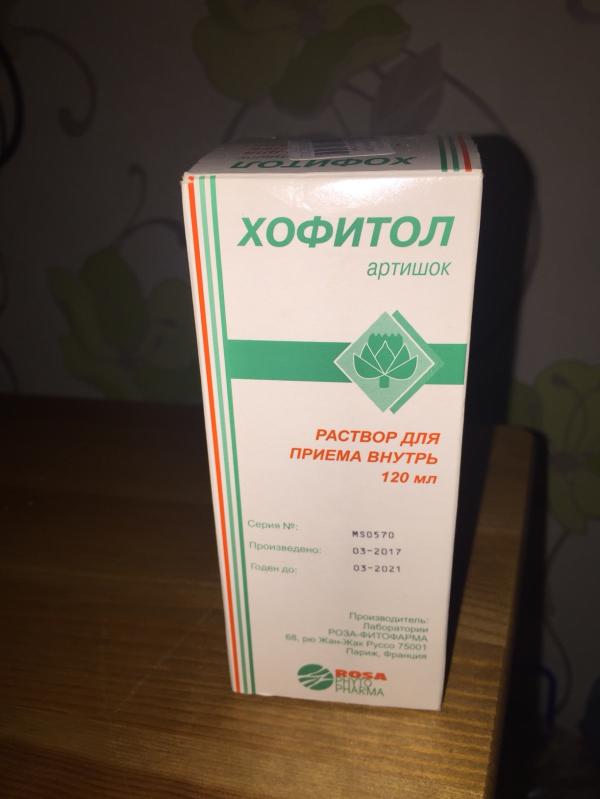 ХОФИТОЛ
ХОФИТОЛ
артишок
РАСТВОР ДЛЯ
ПРИЕМА ВНУТРЬ
120 мл
Серия №: MS0570
Произведено: 03-2017
Годен до: 03-2021
Производитель:
Лаборатории
РОЗА-ФИТОФАРМА
68, рю Жан-Жак Руссо 75001
Париж, Франция
ROSA
PHYTO
PHARMA